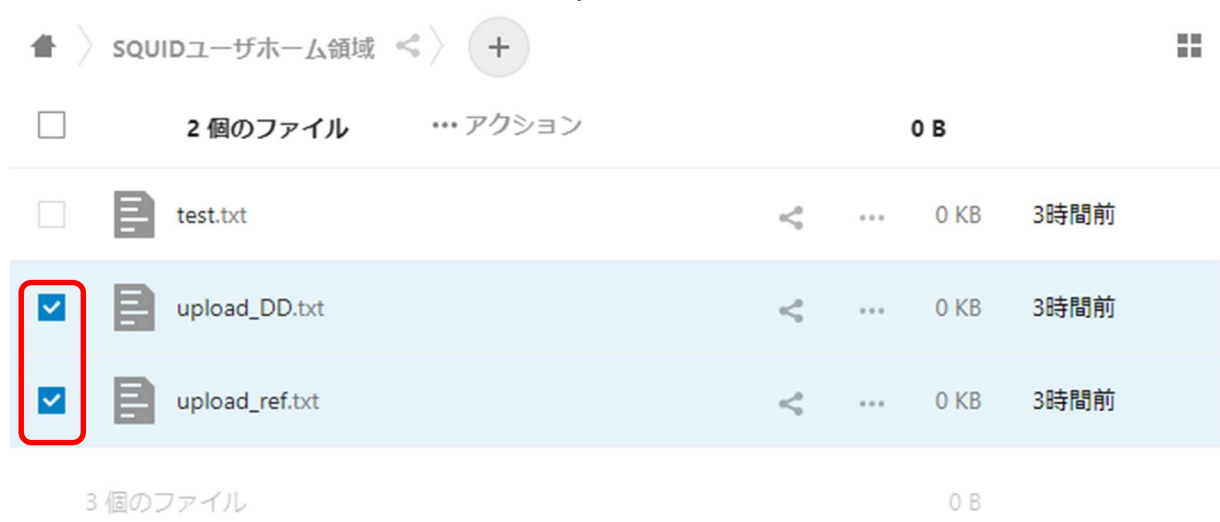 SQUIDユーザホーム領域 +
2 個のファイル ••• アクション 0 B
test.txt ••• 0 KB 3時間前
upload_DD.txt ••• 0 KB 3時間前
upload_ref.txt ••• 0 KB 3時間前
3 個のファイル 0 B